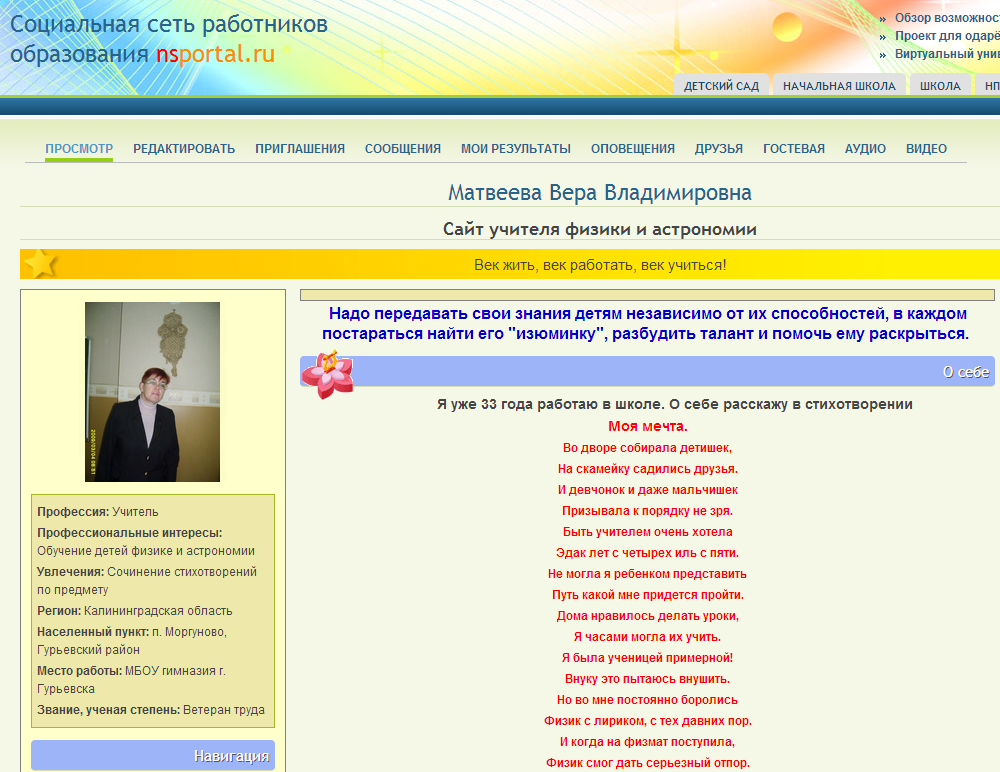 Социальная сеть работников
образования nsportal.ru
» Обзор
» Проект для
» Виртуальный
ДЕТСКИЙ САД НАЧАЛЬНАЯ ШКОЛА ШКОЛА
ПРОСМОТР РЕДАКТИРОВАТЬ ПРИГЛАШЕНИЯ СООБЩЕНИЯ МОИ РЕЗУЛЬТАТЫ ОПОВЕЩЕНИЯ ДРУЗЬЯ ГОСТЕВАЯ АУДИО ВИДЕО
Матвеева Вера Владимировна
Сайт учителя физики и астрономии
Век жить, век работать, век учиться!
2009/03/04 08:51
Профессия: Учитель
Профессиональные интересы:
Обучение детей физике и астрономии
Увлечения: Сочинение стихотворений
по предмету
Регион: Калининградская область
Населенный пункт: п. Моргуново,
Гурьевский район
Место работы: МБОУ гимназия г.
Гурьевска
Звание, ученая степень: Ветеран труда
Навигация
Надо передавать свои знания детям независимо от их способностей, в каждом
постараться найти его "изюминку", разбудить талант и помочь ему раскрыться.
О себе
Я уже 33 года работаю в школе. О себе расскажу в стихотворении
Моя мечта.
Во дворе собирала детишек,
На скамейку садились друзья.
И девчонок и даже мальчишек
Призывала к порядку не зря.
Быть учителем очень хотела
Эдак лет с четырех иль с пяти.
Не могла я ребенком представить
Путь какой мне придется пройти.
Дома нравилось делать уроки,
Я часами могла их учить.
Я была ученицей примерной!
Внуку это пытаюсь внушить.
Но во мне постоянно боролись
Физик с лириком, с тех давних пор.
И когда на физмат поступила,
Физик смог дать серьезный отпор.